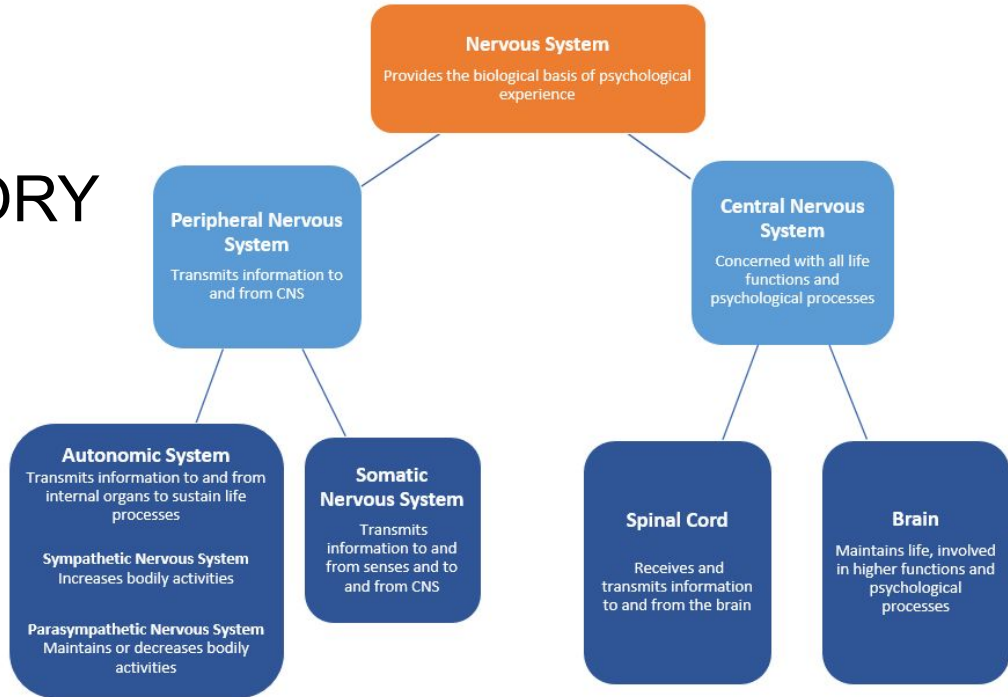 Nervous System
Provides the biological basis of psychological
experience
ORY
Peripheral Nervous
System
Transmits information to
and from CNS
Central Nervous
System
Concerned with all life
functions and
psychological processes
Autonomic System
Transmits information to and from
internal organs to sustain life
processes
Sympathetic Nervous System
Increases bodily activities
Parasympathetic Nervous System
Maintains or decreases bodily
activities
Somatic
Nervous System
Transmits
information to and
from senses and to
and from CNS
Spinal Cord
Receives and
transmits information
to and from the brain
Brain
Maintains life, involved
in higher functions and
psychological
processes